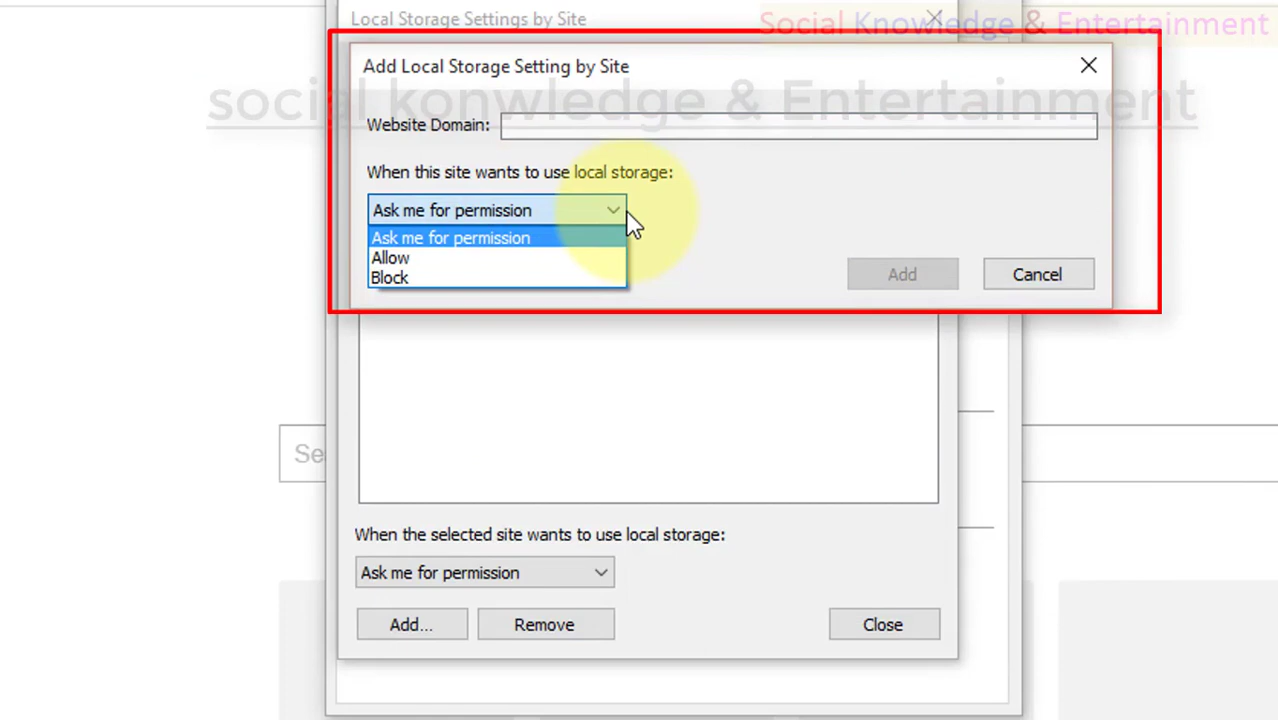 Local Storage Settings by Site
Social Knowledge & Entertainment
Add Local Storage Setting by Site
social konwledge & Entertainment
Website Domain:
When this site wants to use local storage:
Ask me for permission
Ask me for permission
Allow
Block
Add
Cancel
Se
When the selected site wants to use local storage:
Ask me for permission
Add...
Remove
Close